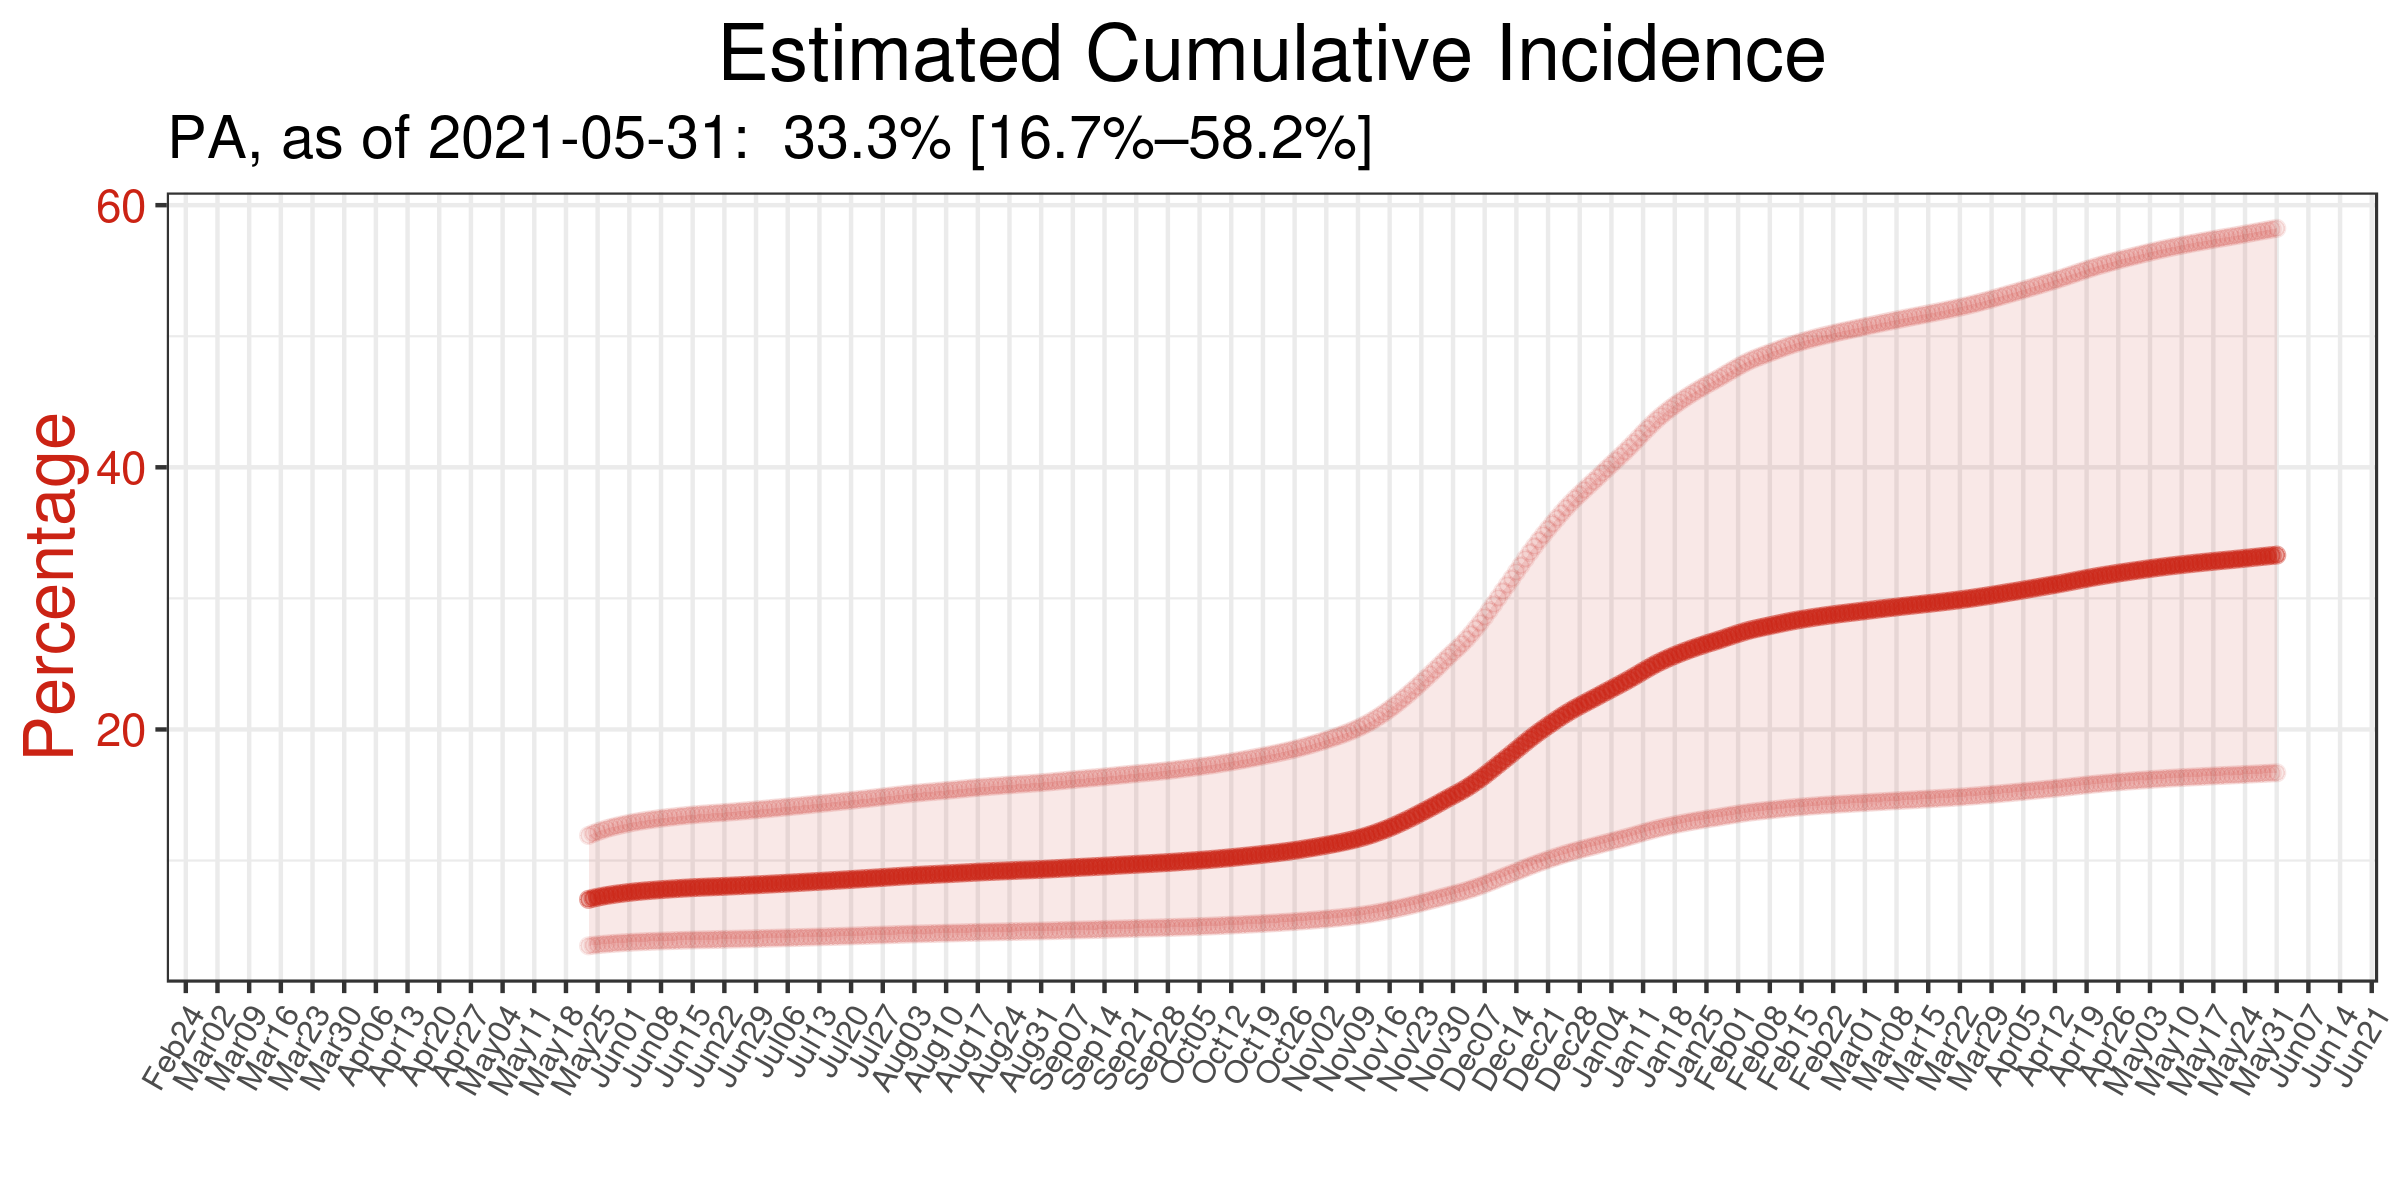 Estimated Cumulative Incidence
PA, as of 2021-05-31:  33.3% [16.7%–58.2%]
Percentage
60
40
20
Feb24
Mar02
Mar09
Mar16
Mar23
Mar30
Apr06
Apr13
Apr20
Apr27
May04
May11
May18
May25
Jun01
Jun08
Jun15
Jun22
Jun29
Jul06
Jul13
Jul20
Jul27
Aug03
Aug10
Aug17
Aug24
Aug31
Sep07
Sep14
Sep21
Sep28
Oct05
Oct12
Oct19
Oct26
Nov02
Nov09
Nov16
Nov23
Nov30
Dec07
Dec14
Dec21
Dec28
Jan04
Jan11
Jan18
Jan25
Feb01
Feb08
Feb15
Feb22
Mar01
Mar08
Mar15
Mar22
Mar29
Apr05
Apr12
Apr19
Apr26
May03
May10
May17
May24
May31
Jun07
Jun14
Jun21